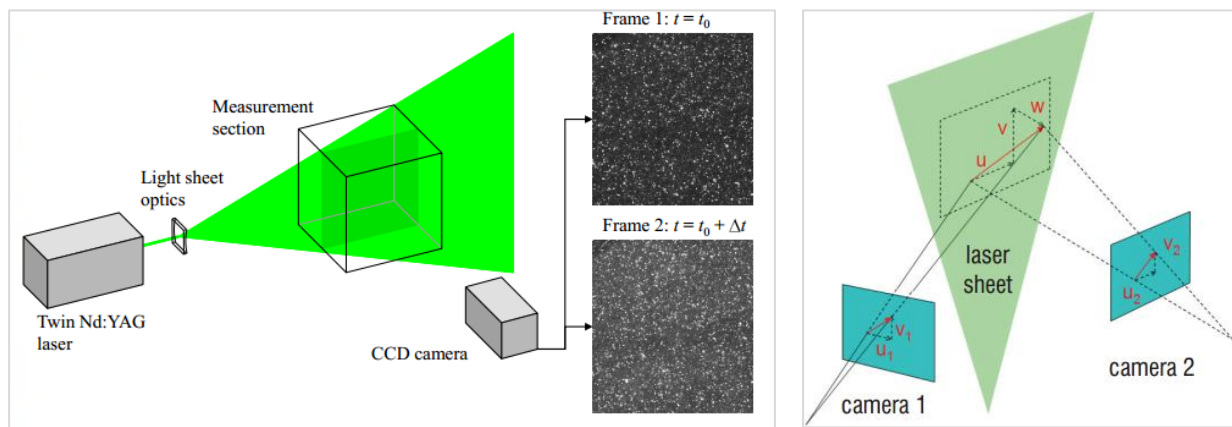 Frame 1: t = t₀
Measurement
section
Light sheet
optics
Twin Nd:YAG
laser
CCD camera
Frame 2: t = t₀ + Δt
w
v
u
laser
sheet
v₁
u₁
camera 1
v₂
u₂
camera 2